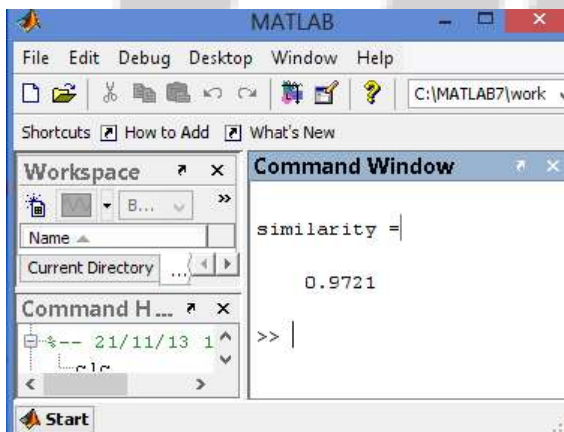 MATLAB
File Edit Debug Desktop Window Help
C:\MATLAB7\work
Shortcuts How to Add What's New
Workspace
B...
Name
Current Directory ...
Command H...
%-- 21/11/13 1
clc
Command Window
similarity =
0.9721
>>
Start